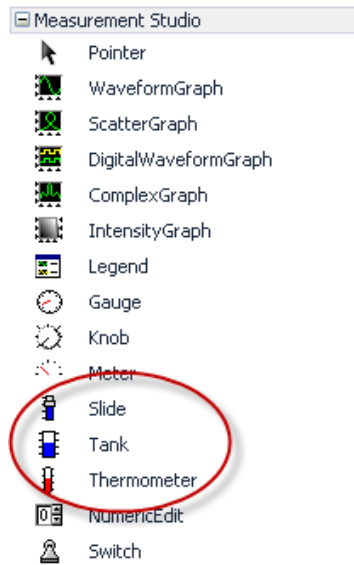 Measurement Studio
Pointer
WaveformGraph
ScatterGraph
DigitalWaveformGraph
ComplexGraph
IntensityGraph
Legend
Gauge
Knob
Meter
Slide
Tank
Thermometer
NumericEdit
Switch